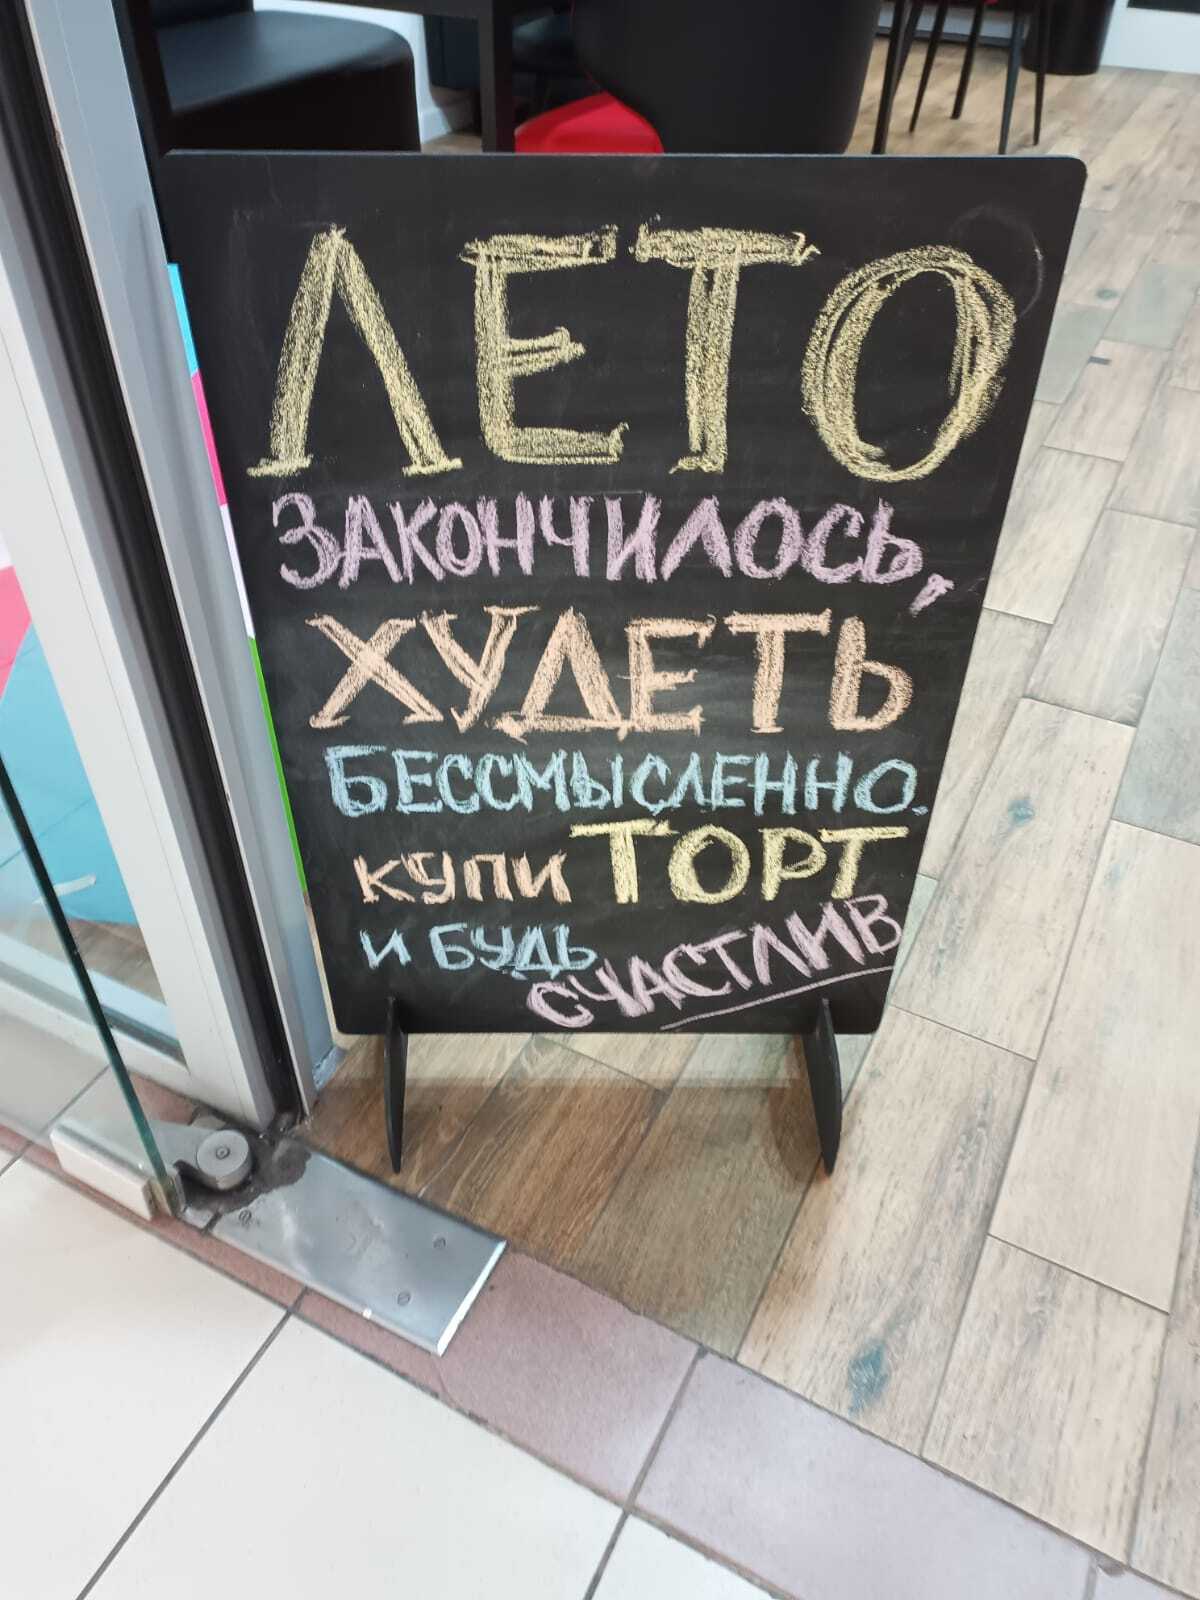 ЛЕТО
ЗАКОНЧИЛОСЬ,
ХУДЕТЬ
БЕССМЫСЛЕННО.
КУПИ ТОРТ
И БУДЬ
СЧАСТЛИВ